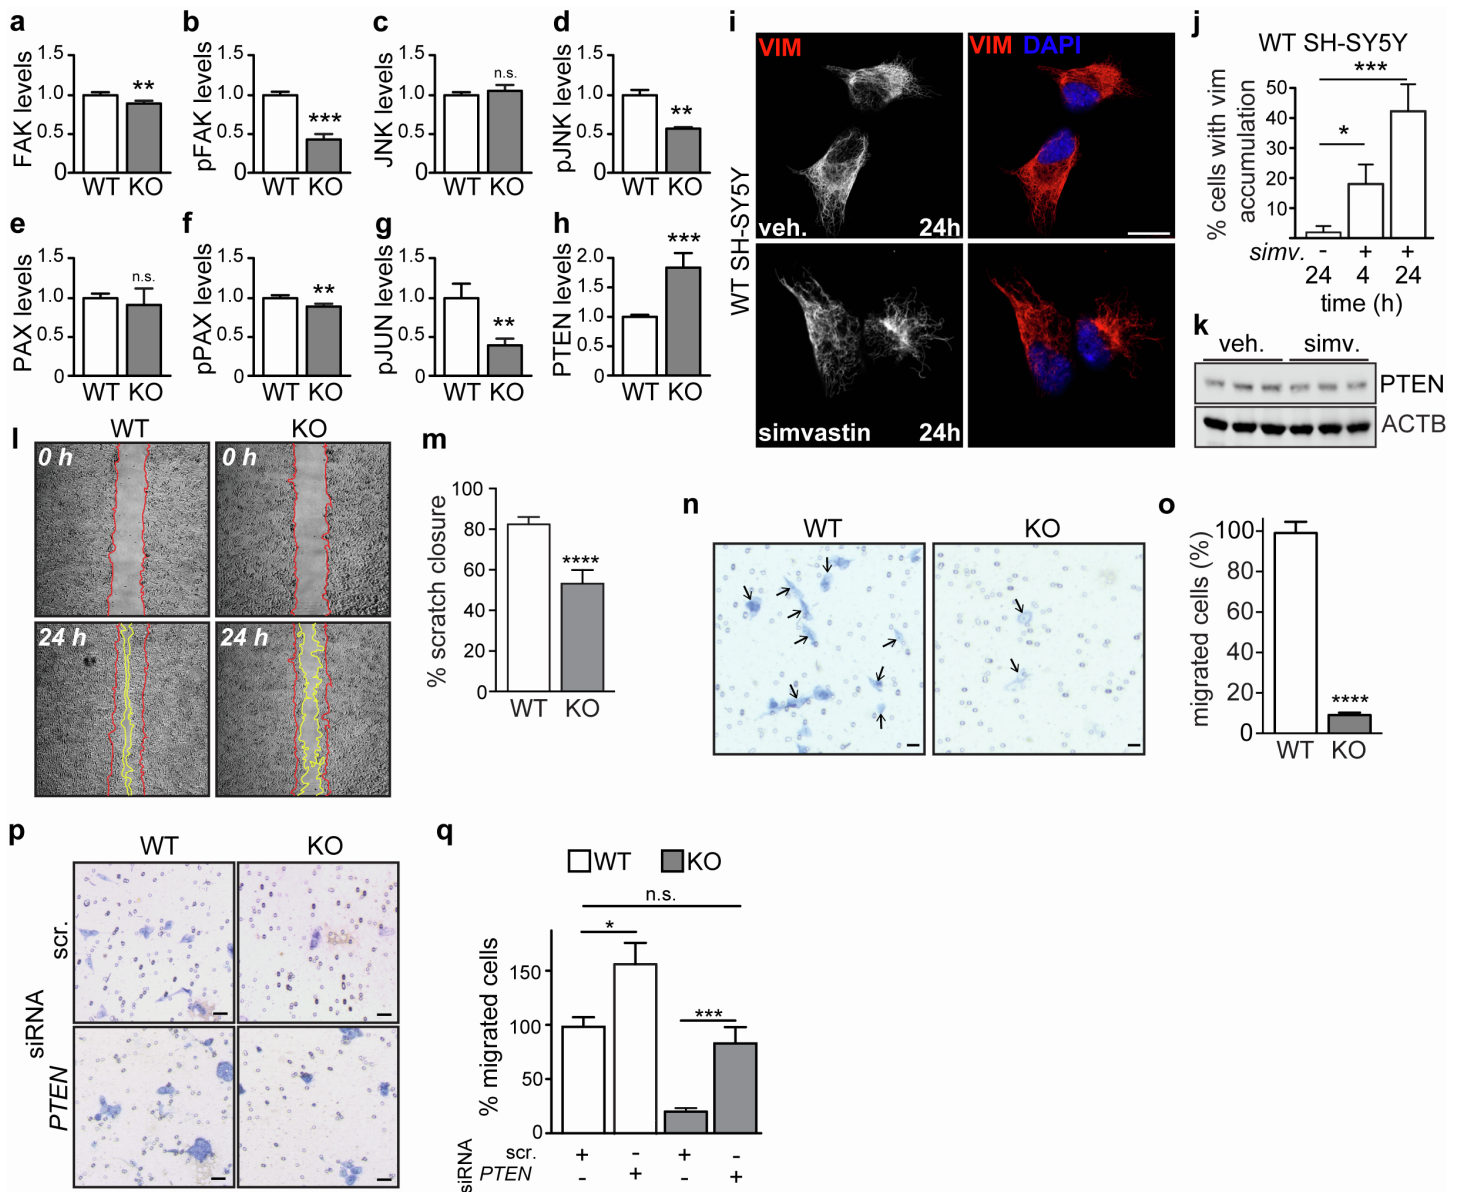 a
FAK levels
1.5
1.0
0.5
0
**
WT KO
b
pFAK levels
1.5
1.0
0.5
0
***
WT KO
c
JNK levels
1.5
1.0
0.5
0
n.s.
WT KO
d
pJNK levels
1.5
1.0
0.5
0
**
WT KO
e
PAX levels
1.5
1.0
0.5
0
n.s.
WT KO
f
pPAX levels
1.5
1.0
0.5
0
**
WT KO
g
pJUN levels
1.5
1.0
0.5
0
**
WT KO
h
PTEN levels
2.0
1.5
1.0
0.5
0
***
WT KO
i
WT SH-SY5Y
VIM
VIM DAPI
veh. 24h
simvastin 24h
j
WT SH-SY5Y
% cells with vim
accumulation
50
40
30
20
10
***
*
simv. - + +
24 4 24
time (h)
k
veh. simv.
PTEN
ACTB
l
WT KO
0 h 0 h
24 h 24 h
m
% scratch closure
100
80
60
40
20
0
****
WT KO
n
WT KO
o
migrated cells (%)
100
80
60
40
20
0
****
WT KO
p
WT KO
siRNA
scr.
PTEN
q
WT KO
% migrated cells
150
100
50
0
n.s.
*
***
siRNA
scr. + - + -
PTEN - + - +